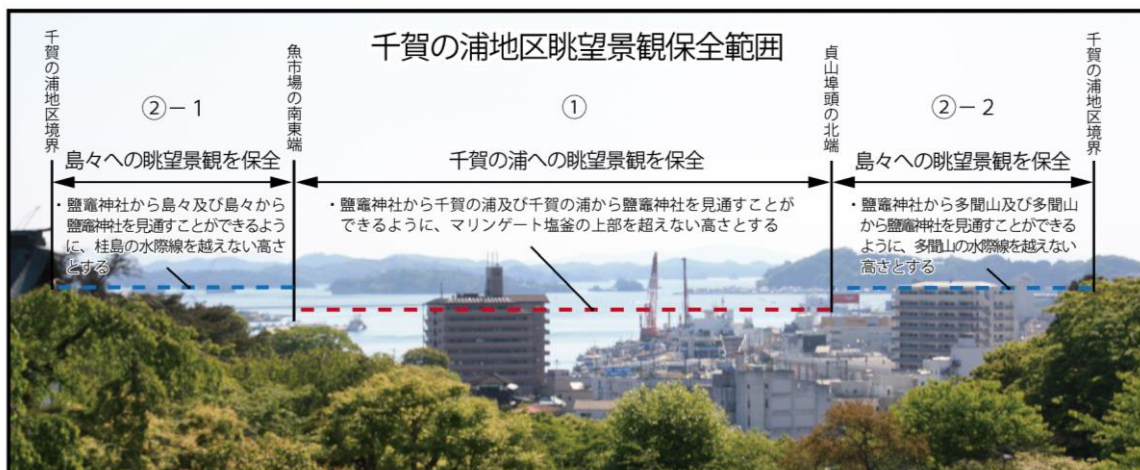 千賀の浦地区眺望景観保全範囲
千賀の浦地区境界
②－1
魚市場の南東端
①
貞山埠頭の北端
②－2
千賀の浦地区境界
島々への眺望景観を保全
・鹽竈神社から島々及び島々から
鹽竈神社を見通すことができるよう
に、桂島の水際線を越えない高さ
とする
千賀の浦への眺望景観を保全
・鹽竈神社から千賀の浦及び千賀の浦から鹽竈神社を見通すことが
できるように、マリンゲート塩釜の上部を超えない高さとする
島々への眺望景観を保全
・鹽竈神社から多聞山及び多聞山
から鹽竈神社を見通すことができる
ように、多聞山の水際線を越えない
高さとする